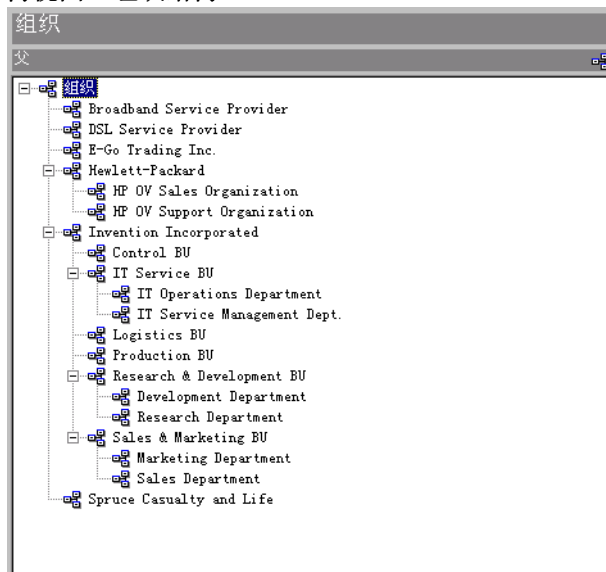 组织
父
组织
Broadband Service Provider
DSL Service Provider
E-Go Trading Inc.
Hewlett-Packard
HP OV Sales Organization
HP OV Support Organization
Invention Incorporated
Control BU
IT Service BU
IT Operations Department
IT Service Management Dept.
Logistics BU
Production BU
Research & Development BU
Development Department
Research Department
Sales & Marketing BU
Marketing Department
Sales Department
Spruce Casualty and Life